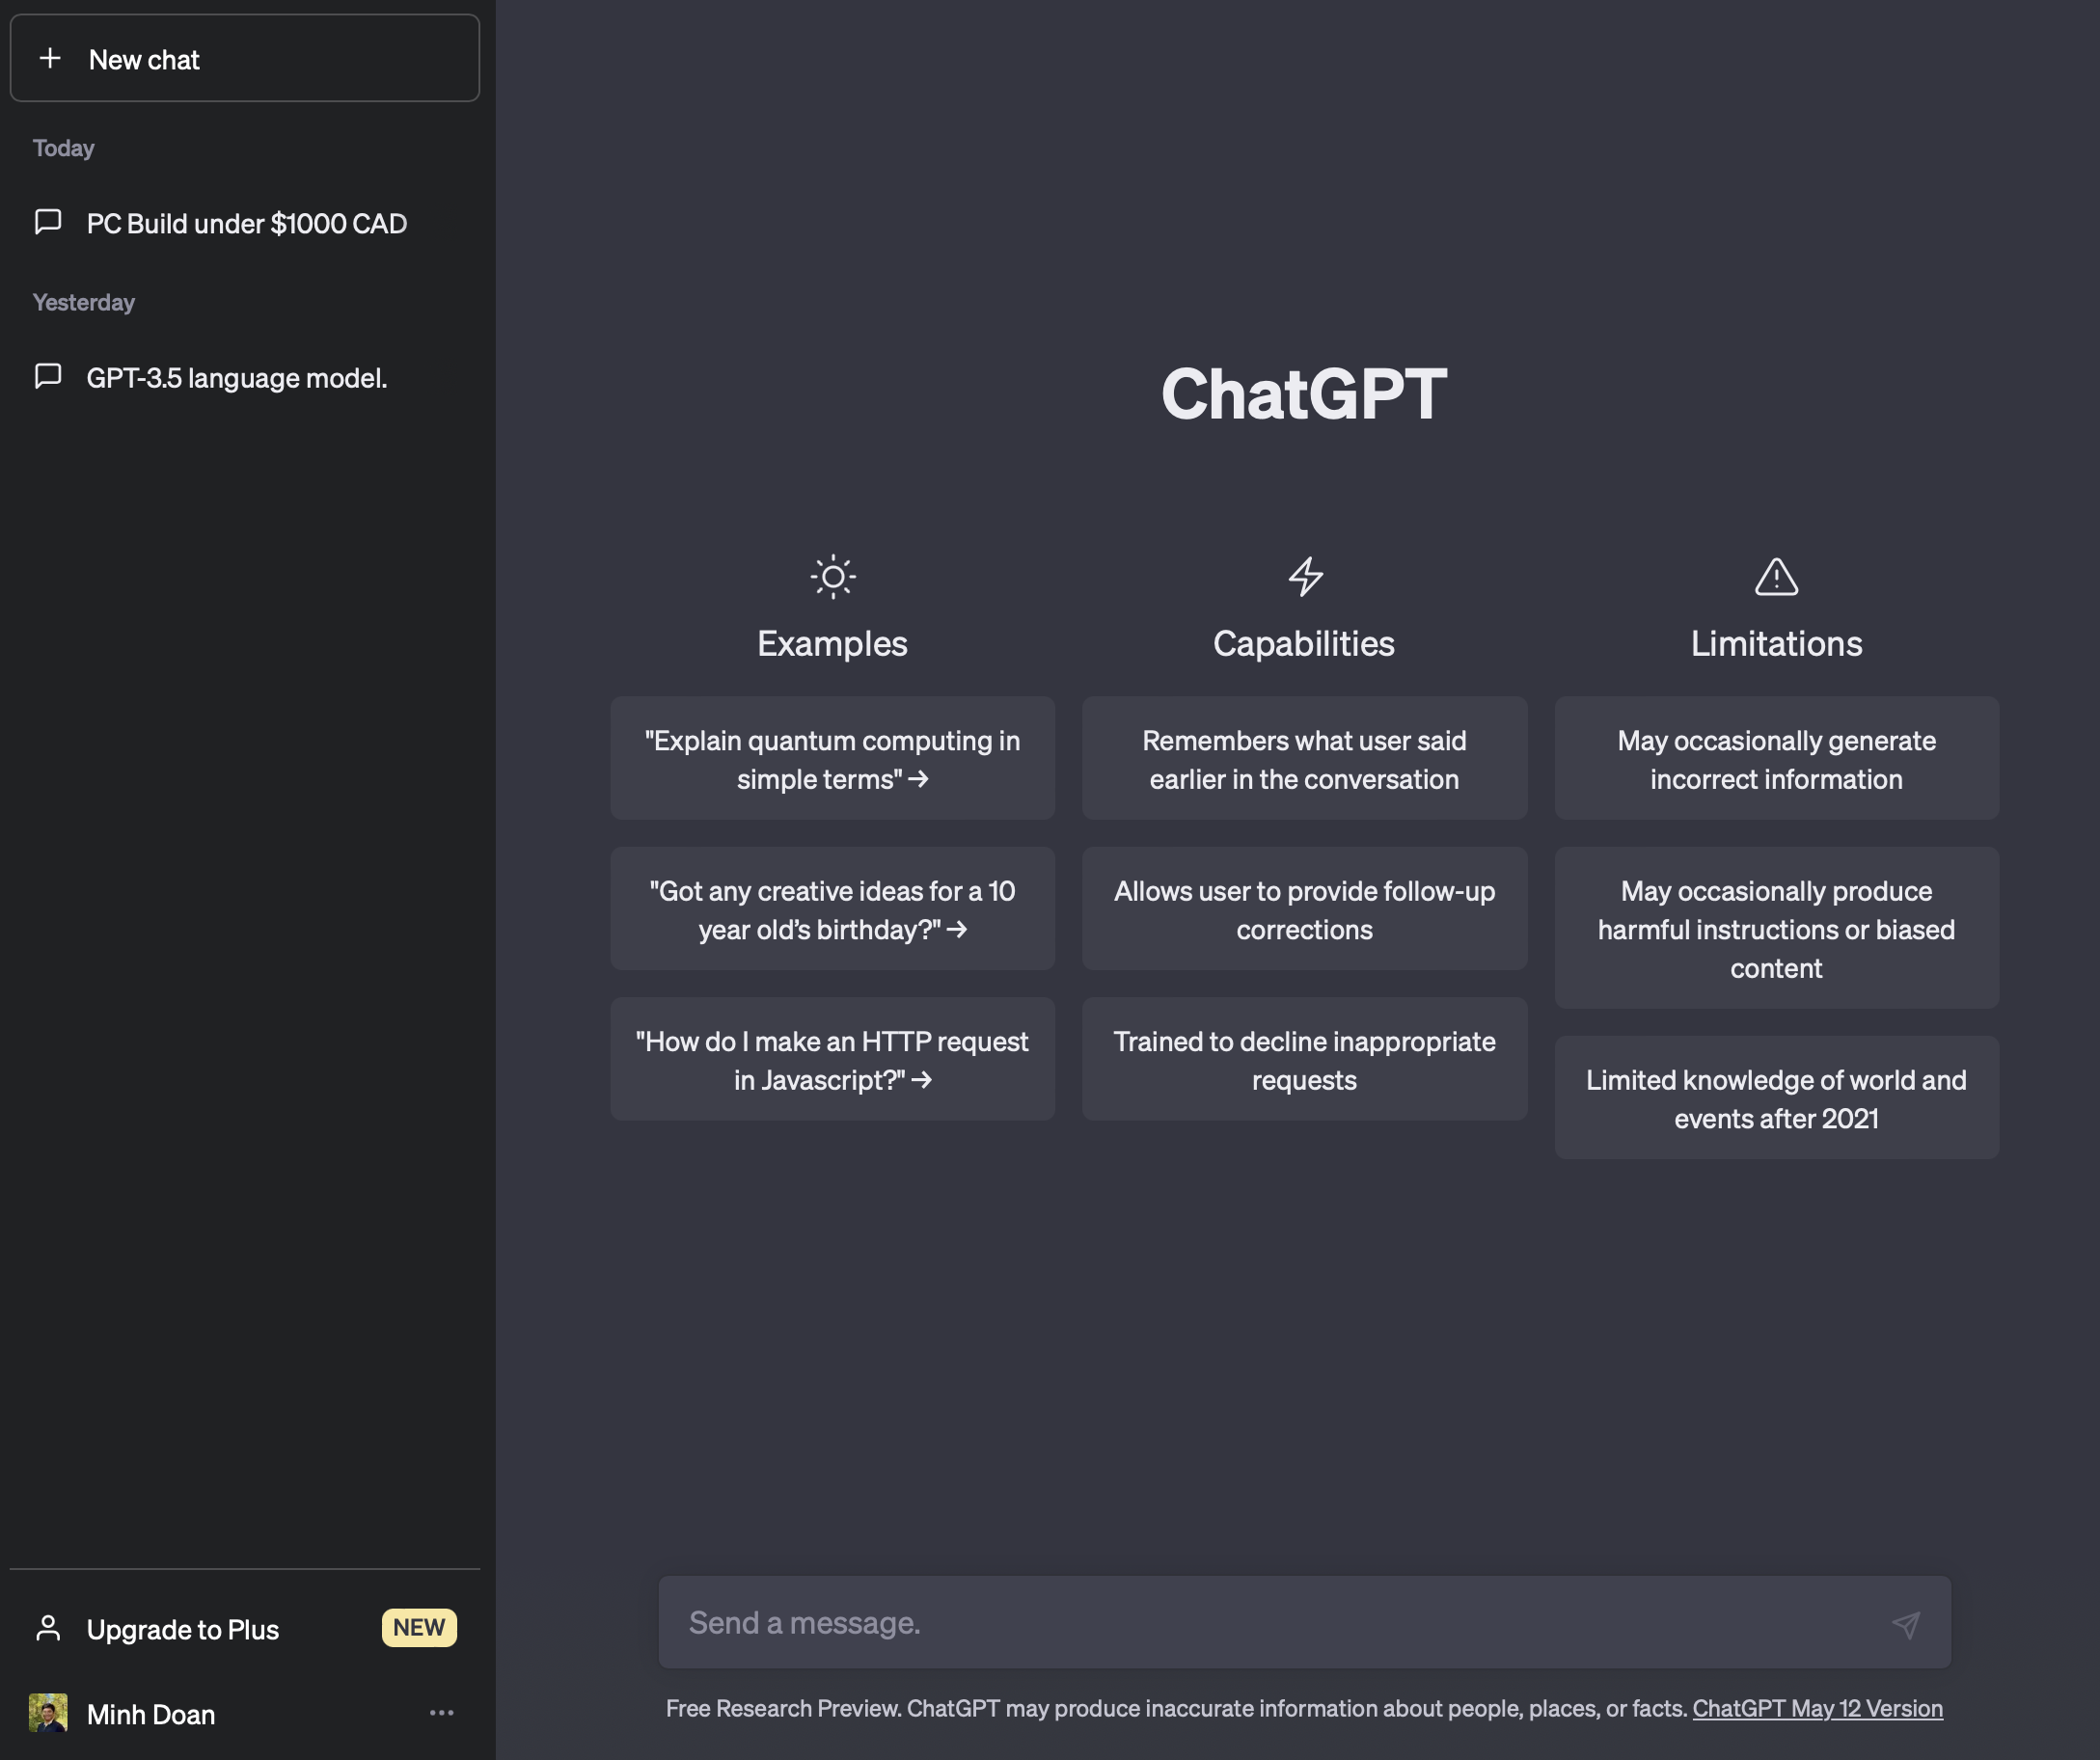 New chat
Today
PC Build under $1000 CAD
Yesterday
GPT-3.5 language model.
Upgrade to Plus
NEW
Minh Doan
ChatGPT
Examples
"Explain quantum computing in
simple terms" →
"Got any creative ideas for a 10
year old’s birthday?" →
"How do I make an HTTP request
in Javascript?" →
Capabilities
Remembers what user said
earlier in the conversation
Allows user to provide follow-up
corrections
Trained to decline inappropriate
requests
Limitations
May occasionally generate
incorrect information
May occasionally produce
harmful instructions or biased
content
Limited knowledge of world and
events after 2021
Send a message.
Free Research Preview. ChatGPT may produce inaccurate information about people, places, or facts. ChatGPT May 12 Version